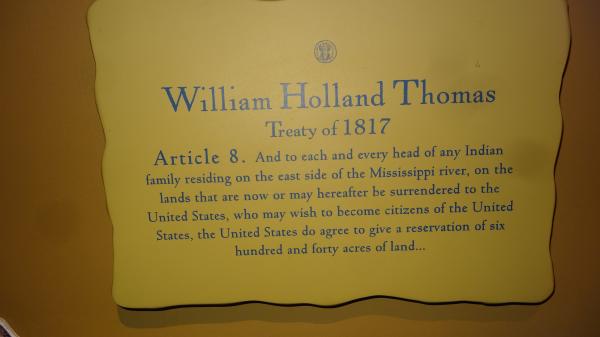 William Holland Thomas
Treaty of 1817
Article 8. And to each and every head of any Indian
family residing on the east side of the Mississippi river, on the
lands that are now or may hereafter be surrendered to the
United States, who may wish to become citizens of the United
States, the United States do agree to give a reservation of six
hundred and forty acres of land...